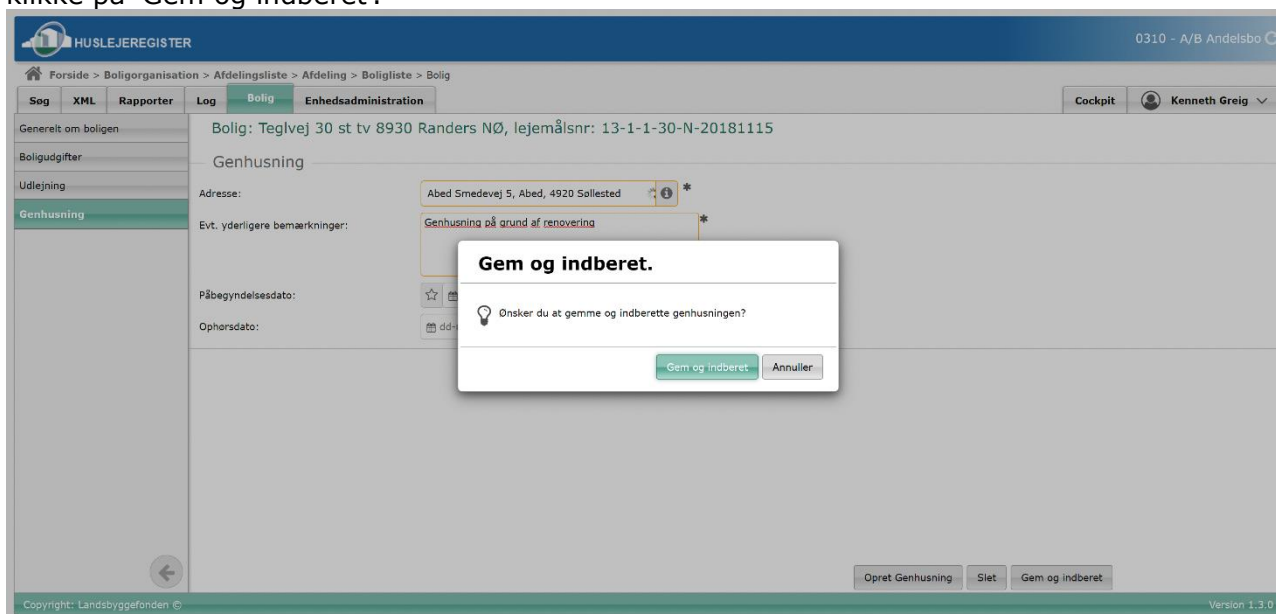 klikke på 'Gem og indberet'.
HUSLEJEREGISTER
0310 - A/B Andelsbo
Forside > Boligorganisation > Afdelingsliste > Afdeling > Boligliste > Bolig
Søg XML Rapporter Log Bolig Enhedsadministration Cockpit Kenneth Greig
Generelt om boligen
Boligudgifter
Udlejning
Genhusning
Bolig: Teglvej 30 st tv 8930 Randers NØ, lejemålsnr: 13-1-1-30-N-20181115
Genhusning
Adresse: Abed Smedevej 5, Abed, 4920 Søllested *
Evt. yderligere bemærkninger: Genhusning på grund af renovering *
Påbegyndelsesdato:
Ophørsdato: dd-
Gem og indberet.
Ønsker du at gemme og indberette genhusningen?
Gem og indberet Annuller
Opret Genhusning Slet Gem og indberet
Copyright: Landsbyggefonden © Version 1.3.0